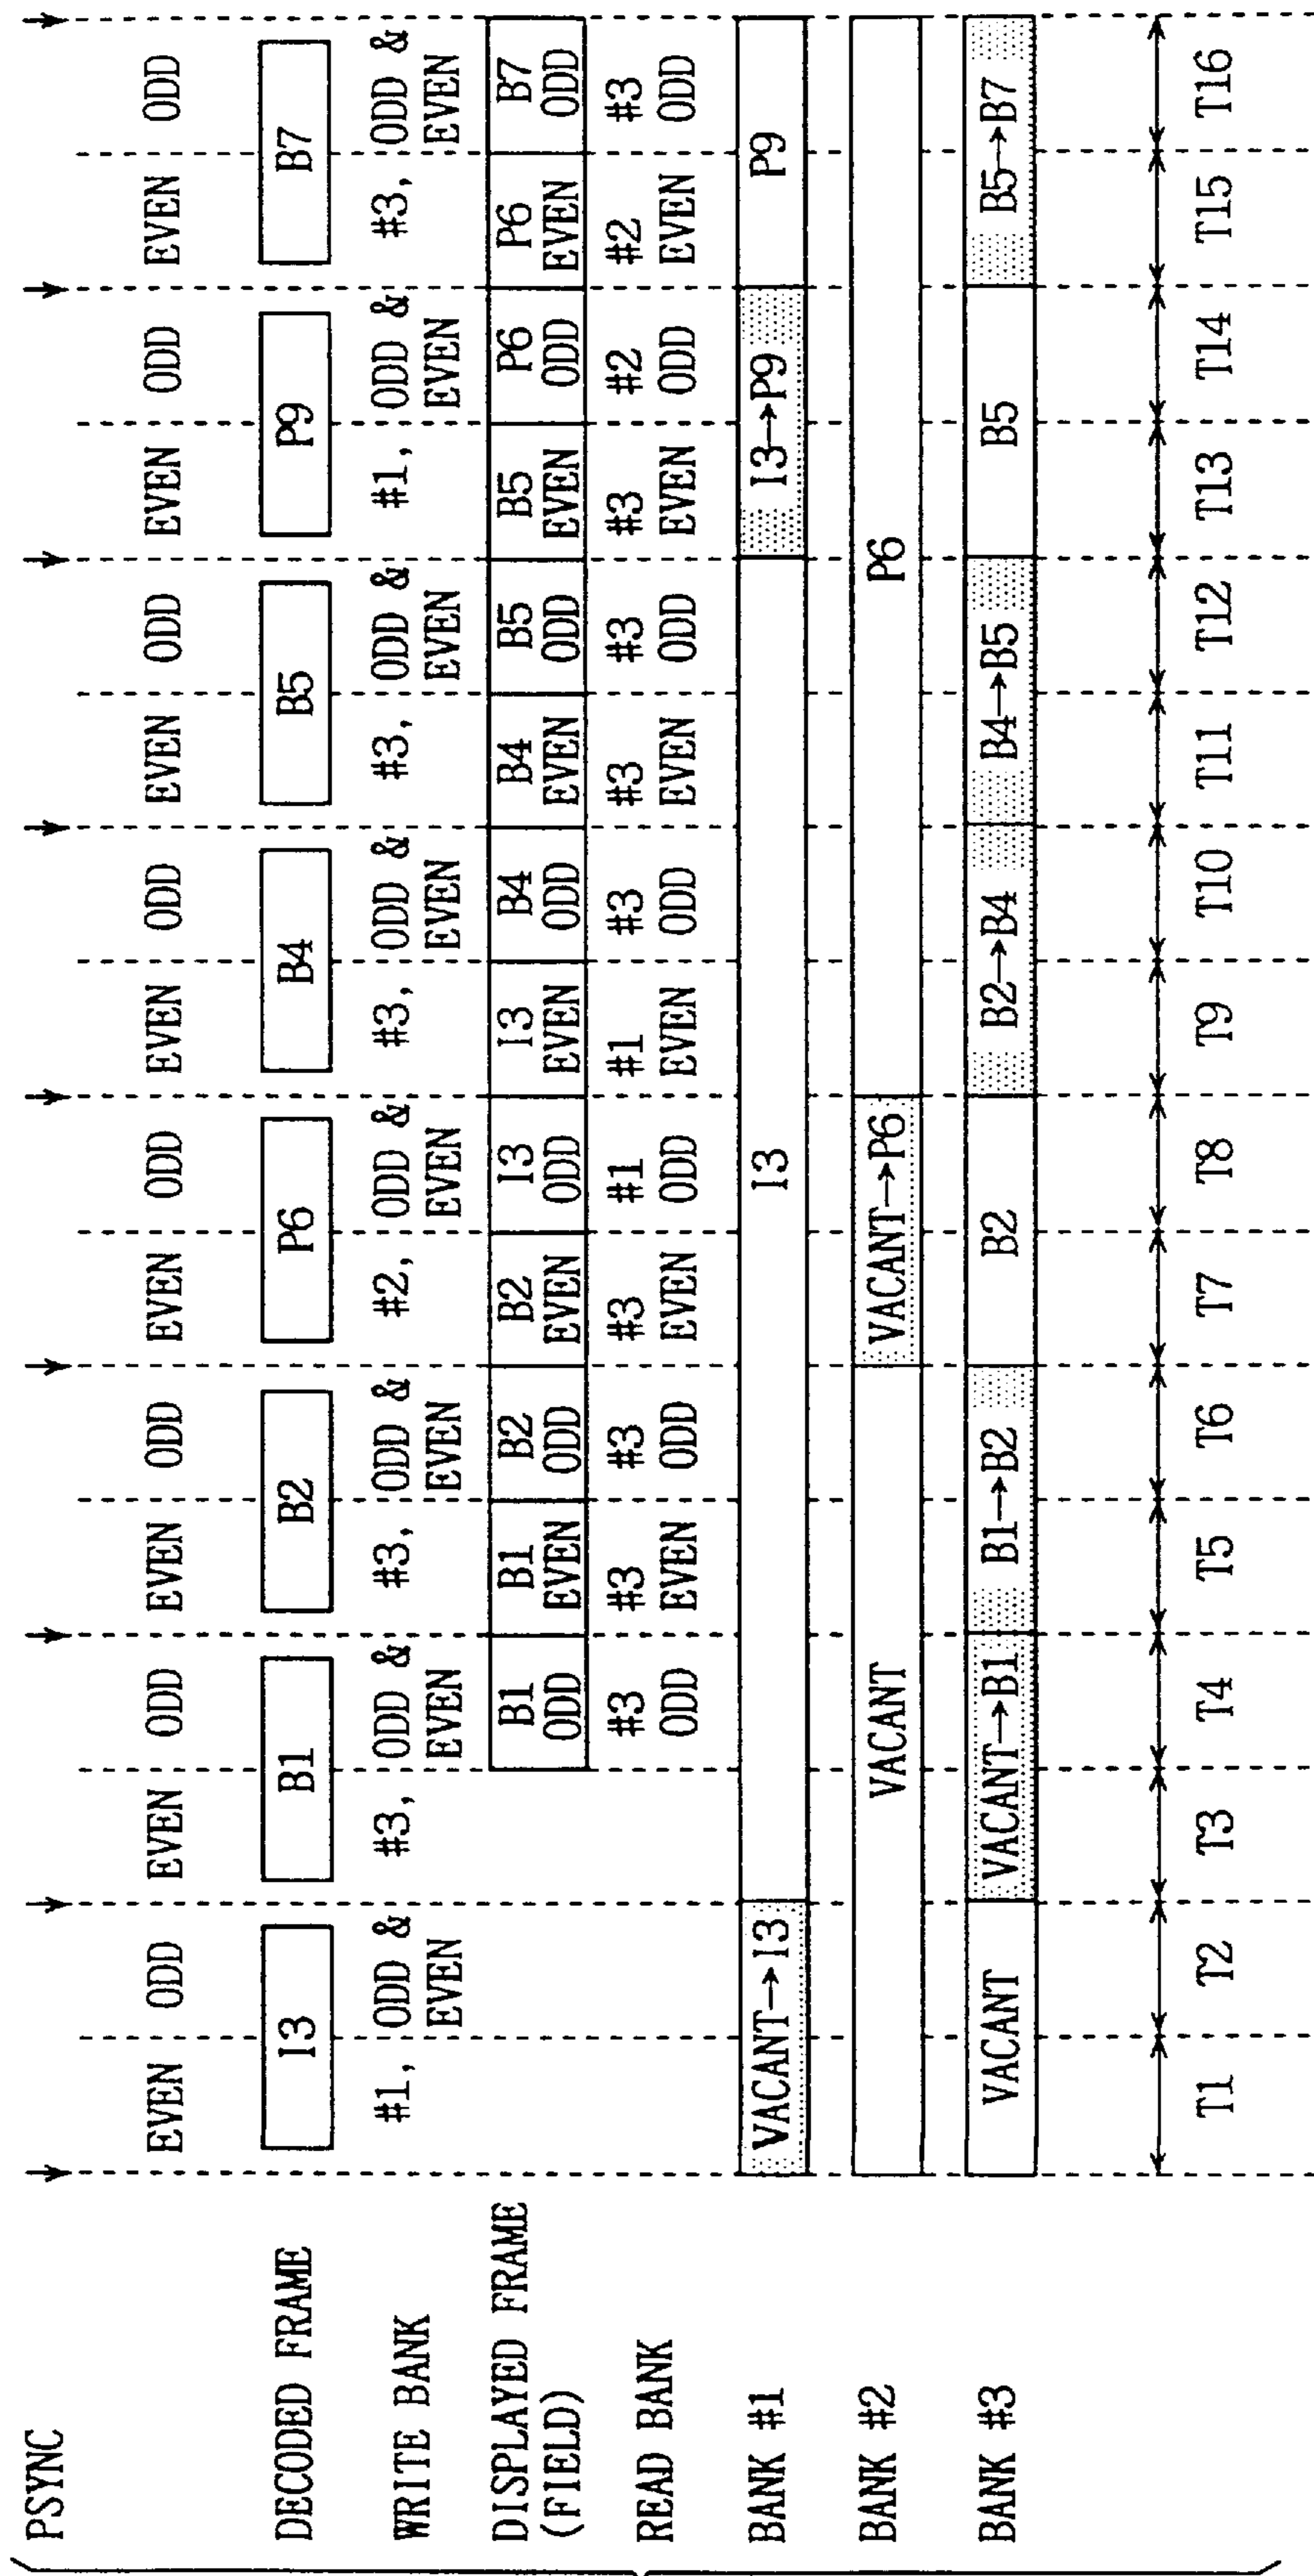 PSYNC
EVEN ODD EVEN ODD EVEN ODD EVEN ODD EVEN ODD EVEN ODD EVEN ODD EVEN ODD
DECODED FRAME I3 B1 B2 P6 B4 B5 P9 B7
WRITE BANK #1, ODD & #3, ODD & #3, ODD & #2, ODD & #3, ODD & #3, ODD & #1, ODD & #3, ODD &
EVEN EVEN EVEN EVEN EVEN EVEN EVEN EVEN
DISPLAYED FRAME B1 B1 B2 B2 I3 I3 B4 B4 B5 B5 P6 P6 B7
(FIELD) ODD EVEN ODD EVEN ODD EVEN ODD EVEN ODD EVEN ODD EVEN ODD
READ BANK #3 #3 #3 #3 #1 #1 #3 #3 #3 #3 #2 #2 #3
ODD EVEN ODD EVEN ODD EVEN ODD EVEN ODD EVEN ODD EVEN ODD
BANK #1 VACANT→I3 I3 I3→P9 P9
BANK #2 VACANT VACANT→P6 P6
BANK #3 VACANT VACANT→B1 B1→B2 B2 B2→B4 B4→B5 B5 B5→B7
T1 T2 T3 T4 T5 T6 T7 T8 T9 T10 T11 T12 T13 T14 T15 T16